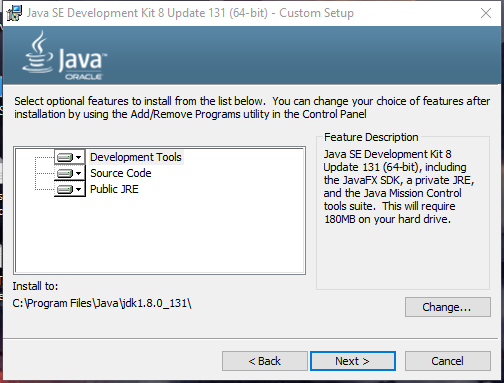 Java SE Development Kit 8 Update 131 (64-bit) - Custom Setup
Java
ORACLE
Select optional features to install from the list below. You can change your choice of features after
installation by using the Add/Remove Programs utility in the Control Panel
Development Tools
Source Code
Public JRE
Feature Description
Java SE Development Kit 8
Update 131 (64-bit), including
the JavaFX SDK, a private JRE,
and the Java Mission Control
tools suite. This will require
180MB on your hard drive.
Install to:
C:\Program Files\Java\jdk1.8.0_131\
Change...
< Back
Next >
Cancel